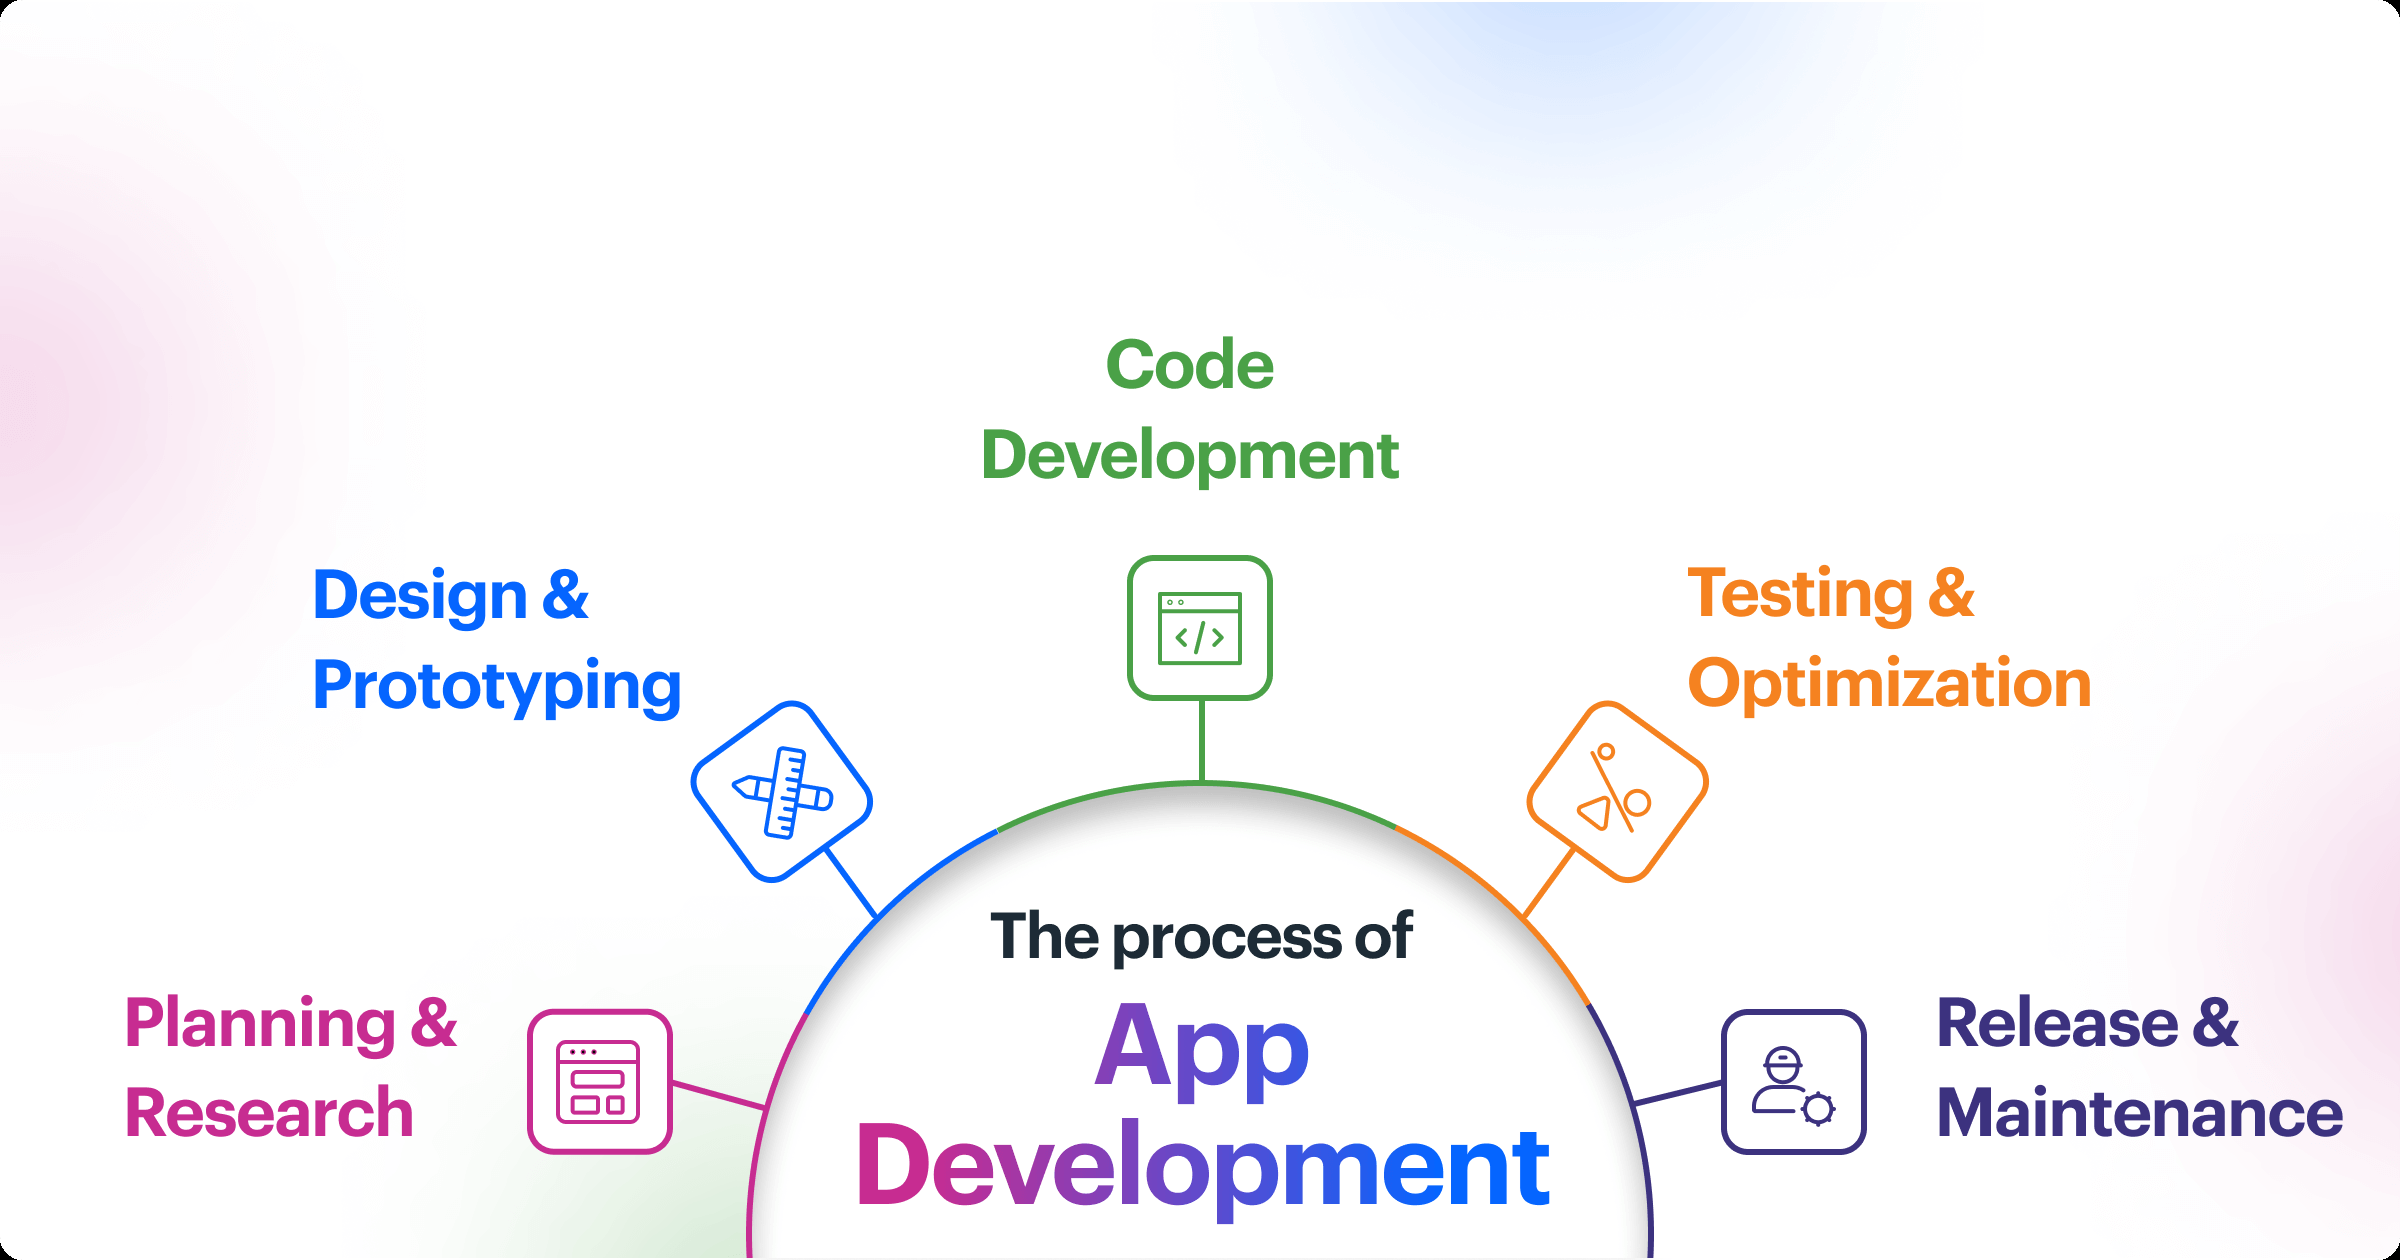 Code
Development
Design &
Prototyping
Testing &
Optimization
The process of
App
Development
Planning &
Research
Release &
Maintenance